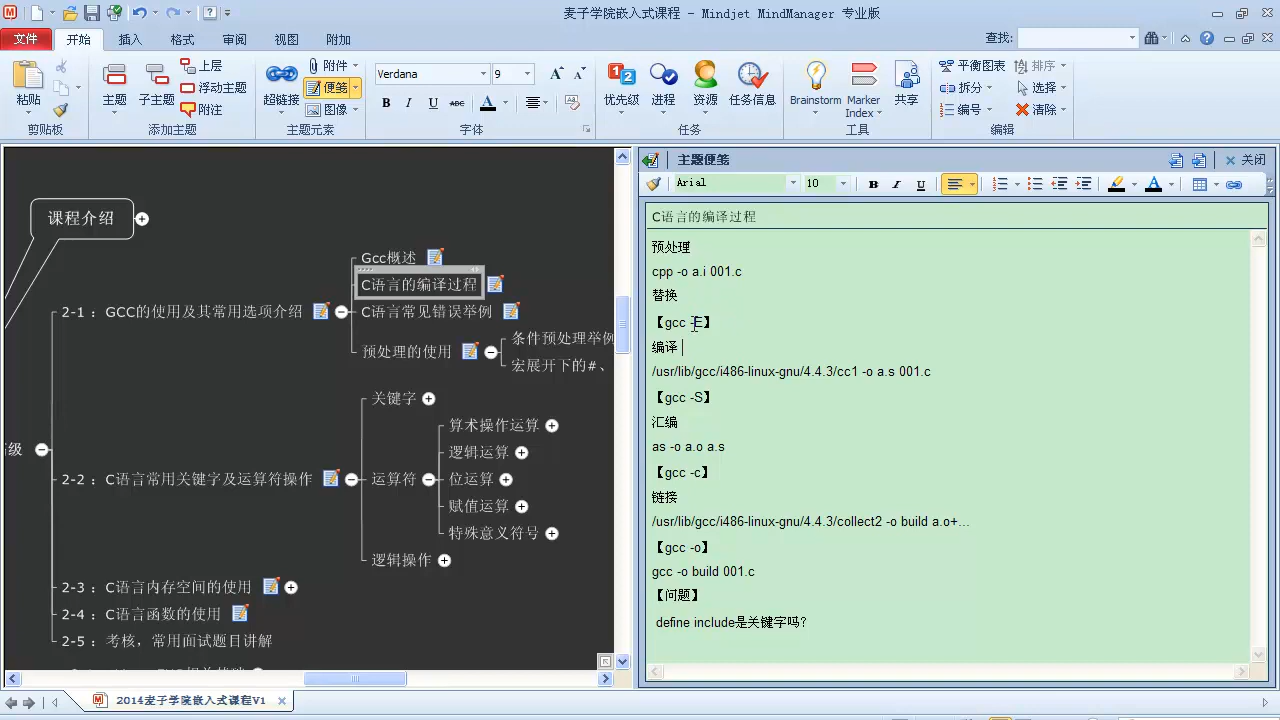 麦子学院嵌入式课程 - Mindjet MindManager 专业版
文件 开始 插入 格式 审阅 视图 附加 查找:
粘贴 主题 子主题 上层 浮动主题 附注 超链接 附件 便笺 图像 Verdana 9 优先级 进程 资源 任务信息 Brainstorm Marker Index 共享 平衡图表 排序 拆分 选择 编号 清除
剪贴板 添加主题 主题元素 字体 任务 工具 编辑
主题便笺 关闭
Arial 10
课程介绍
Gcc概述
C语言的编译过程
2-1 ：GCC的使用及其常用选项介绍
C语言常见错误举例
预处理的使用
条件预处理举例
宏展开下的#、
级
2-2 ：C语言常用关键字及运算符操作
关键字
运算符
算术操作运算
逻辑运算
位运算
赋值运算
特殊意义符号
逻辑操作
2-3 ：C语言内存空间的使用
2-4 ：C语言函数的使用
2-5 ：考核，常用面试题目讲解
C语言的编译过程
预处理
cpp -o a.i 001.c
替换
【gcc -E】
编译
/usr/lib/gcc/i486-linux-gnu/4.4.3/cc1 -o a.s 001.c
【gcc -S】
汇编
as -o a.o a.s
【gcc -c】
链接
/usr/lib/gcc/i486-linux-gnu/4.4.3/collect2 -o build a.o+...
【gcc -o】
gcc -o build 001.c
【问题】
define include是关键字吗?
2014麦子学院嵌入式课程V1